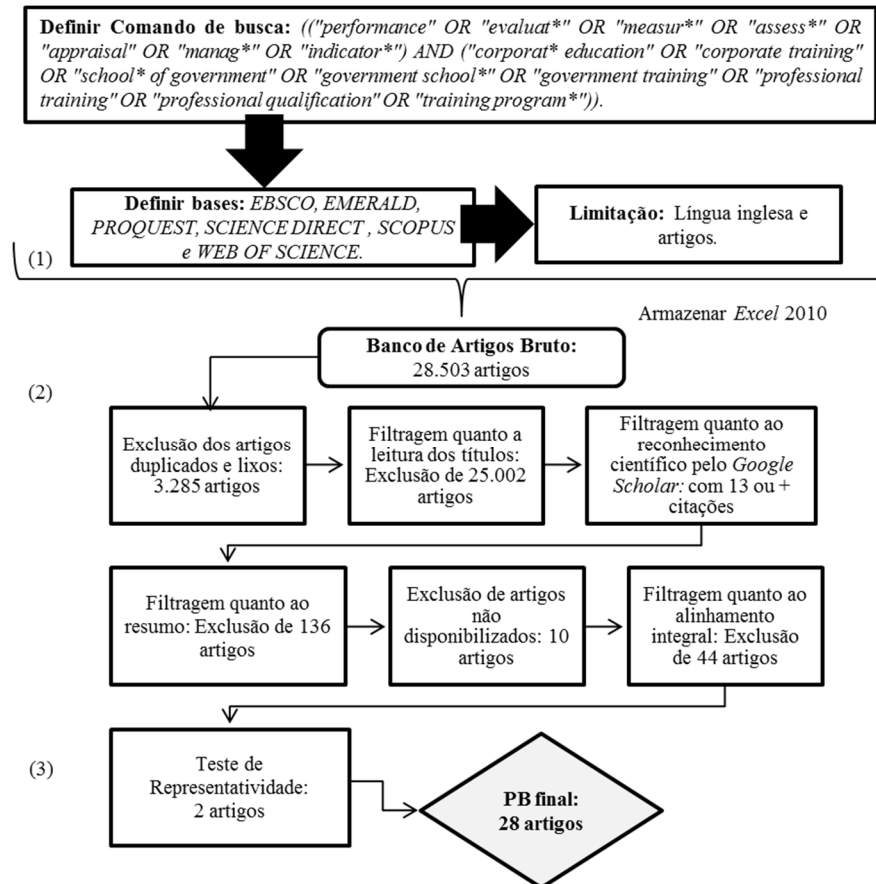 Definir Comando de busca: (("performance" OR "evaluat*" OR "measur*" OR "assess*" OR
"appraisal" OR "manag*" OR "indicator*") AND ("corporat* education" OR "corporate training"
OR "school* of government" OR "government school*" OR "government training" OR "professional
training" OR "professional qualification" OR "training program*")).
Definir bases: EBSCO, EMERALD,
PROQUEST, SCIENCE DIRECT , SCOPUS
e WEB OF SCIENCE.
Limitação: Língua inglesa e
artigos.
(1)
Armazenar Excel 2010
Banco de Artigos Bruto:
28.503 artigos
(2)
Exclusão dos artigos
duplicados e lixos:
3.285 artigos
Filtragem quanto a
leitura dos títulos:
Exclusão de 25.002
artigos
Filtragem quanto ao
reconhecimento
científico pelo Google
Scholar: com 13 ou +
citações
Filtragem quanto ao
resumo: Exclusão de 136
artigos
Exclusão de artigos
não
disponibilizados: 10
artigos
Filtragem quanto ao
alinhamento
integral: Exclusão
de 44 artigos
(3)
Teste de
Representatividade:
2 artigos
PB final:
28 artigos